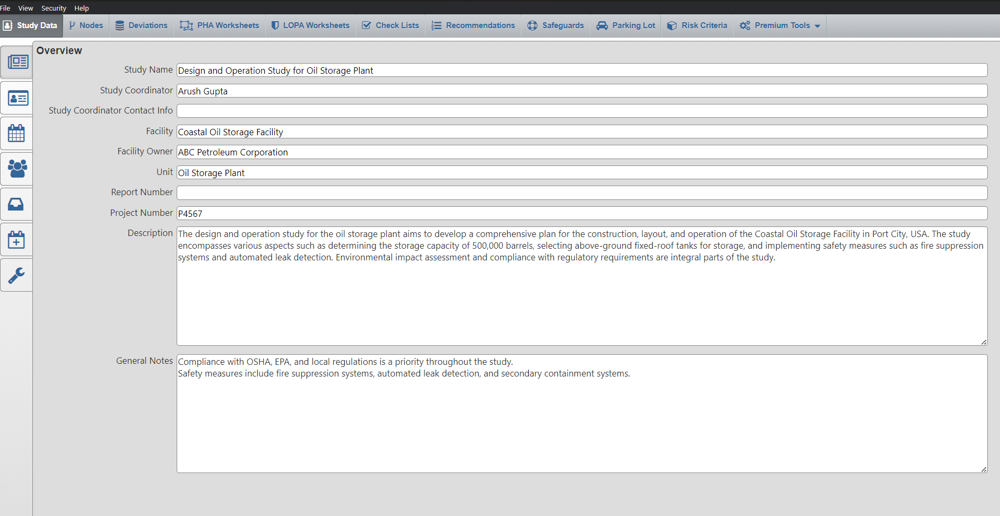 File View Security Help
Study Data Nodes Deviations PHA Worksheets LOPA Worksheets Check Lists Recommendations Safeguards Parking Lot Risk Criteria Premium Tools
Overview
Study Name Design and Operation Study for Oil Storage Plant
Study Coordinator Arush Gupta
Study Coordinator Contact Info
Facility Coastal Oil Storage Facility
Facility Owner ABC Petroleum Corporation
Unit Oil Storage Plant
Report Number
Project Number P4567
Description The design and operation study for the oil storage plant aims to develop a comprehensive plan for the construction, layout, and operation of the Coastal Oil Storage Facility in Port City, USA. The study
encompasses various aspects such as determining the storage capacity of 500,000 barrels, selecting above-ground fixed-roof tanks for storage, and implementing safety measures such as fire suppression
systems and automated leak detection. Environmental impact assessment and compliance with regulatory requirements are integral parts of the study.
General Notes Compliance with OSHA, EPA, and local regulations is a priority throughout the study.
Safety measures include fire suppression systems, automated leak detection, and secondary containment systems.